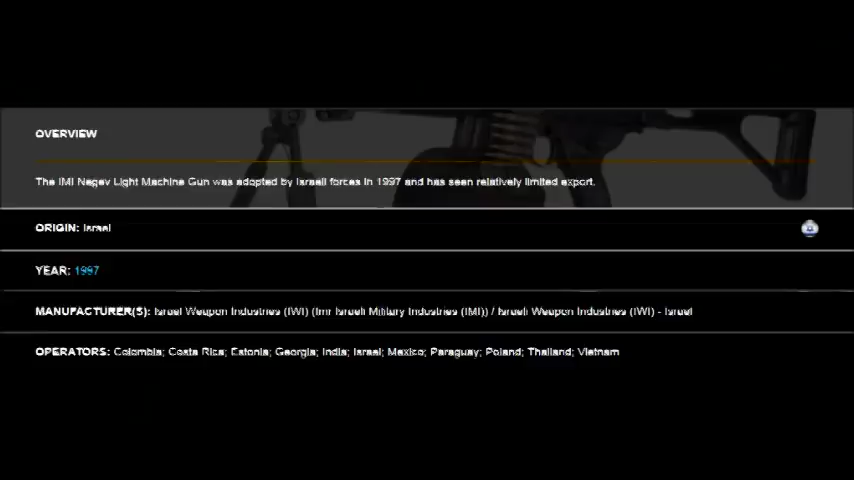 OVERVIEW
The IMI Negev Light Machine Gun was adopted by Israeli forces in 1997 and has seen relatively limited export.
ORIGIN: Israel
YEAR: 1997
MANUFACTURER(S): Israel Weapon Industries (IWI) (fmr Israeli Military Industries (IMI)) / Israeli Weapon Industries (IWI) - Israel
OPERATORS: Colombia; Costa Rica; Estonia; Georgia; India; Israel; Mexico; Paraguay; Poland; Thailand; Vietnam